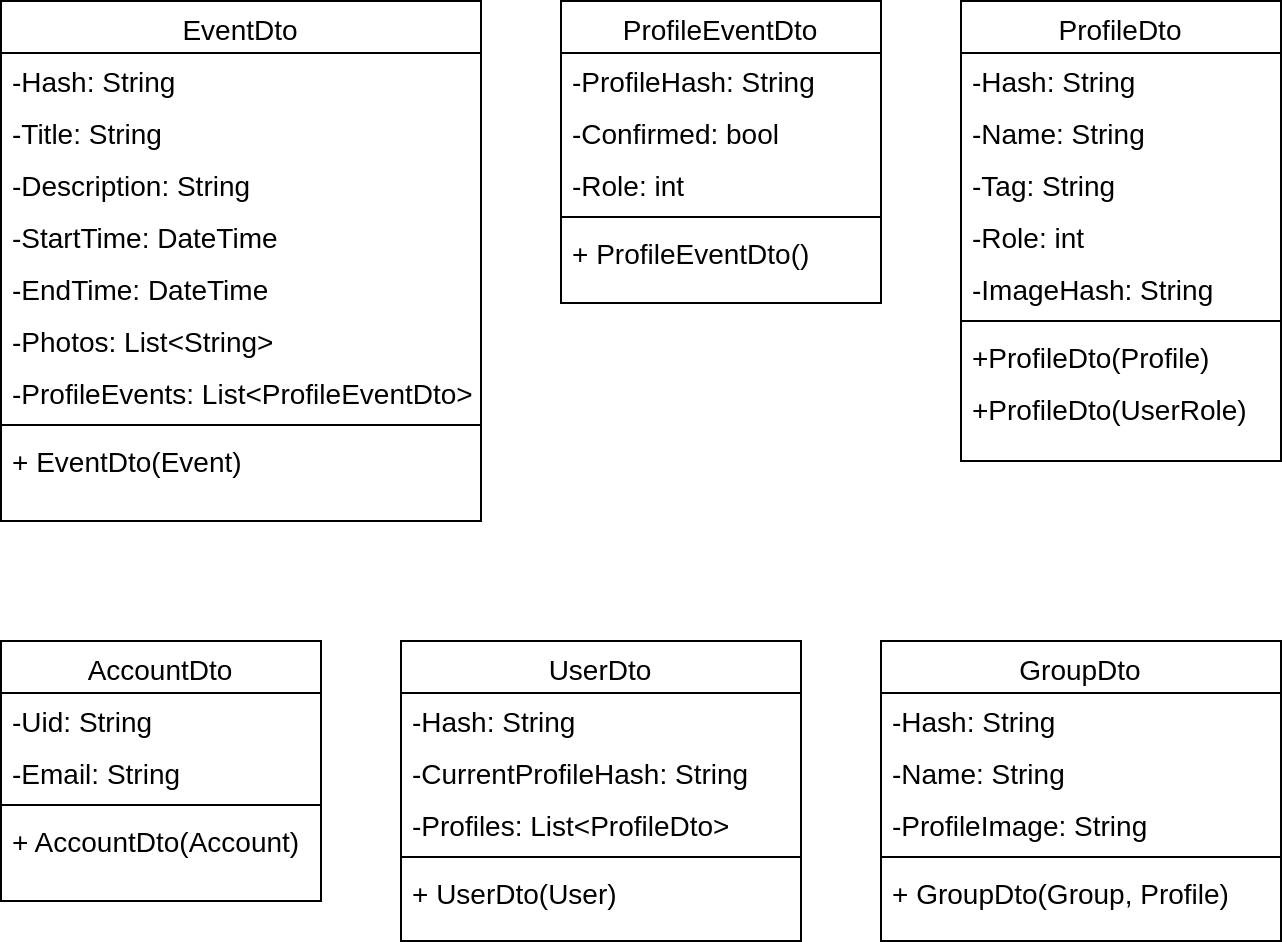 EventDto
-Hash: String
-Title: String
-Description: String
-StartTime: DateTime
-EndTime: DateTime
-Photos: List<String>
-ProfileEvents: List<ProfileEventDto>
+ EventDto(Event)
ProfileEventDto
-ProfileHash: String
-Confirmed: bool
-Role: int
+ ProfileEventDto()
ProfileDto
-Hash: String
-Name: String
-Tag: String
-Role: int
-ImageHash: String
+ProfileDto(Profile)
+ProfileDto(UserRole)
AccountDto
-Uid: String
-Email: String
+ AccountDto(Account)
UserDto
-Hash: String
-CurrentProfileHash: String
-Profiles: List<ProfileDto>
+ UserDto(User)
GroupDto
-Hash: String
-Name: String
-ProfileImage: String
+ GroupDto(Group, Profile)